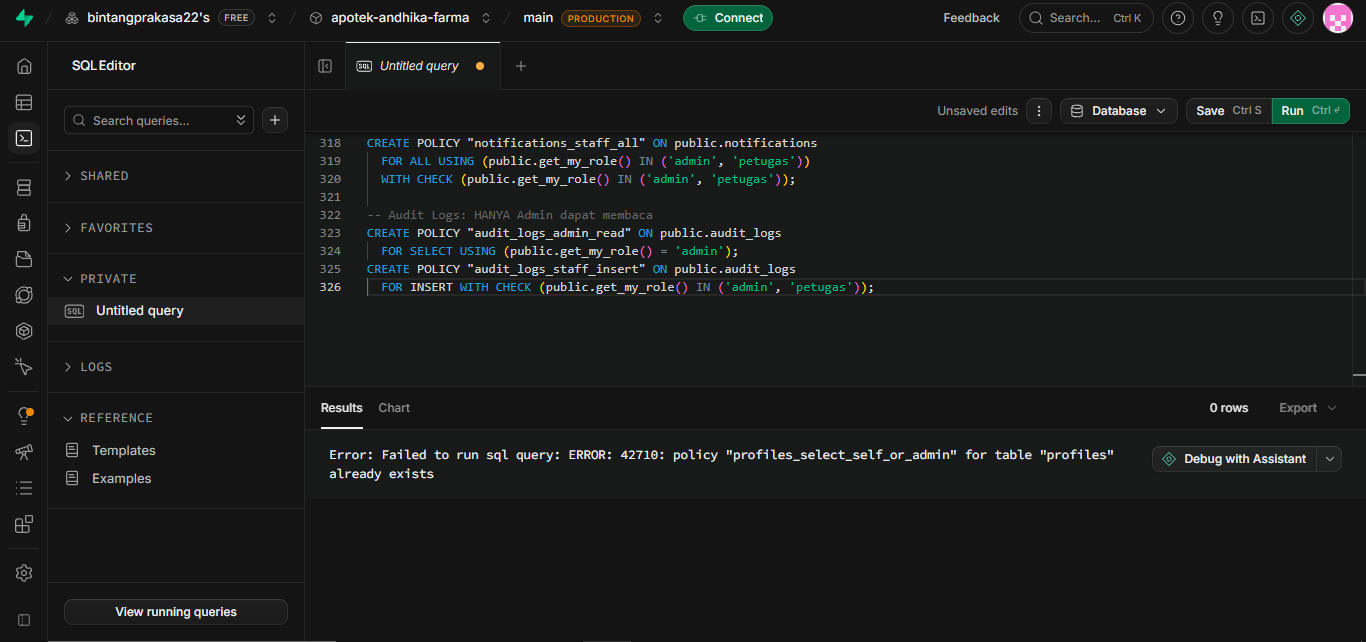 bintangprakasa22's FREE / apotek-andhika-farma / main PRODUCTION Connect Feedback Search... Ctrl K
SQL Editor
SQL Untitled query
Search queries...
Unsaved edits Database Save Ctrl S Run Ctrl ↵
SHARED
FAVORITES
PRIVATE
SQL Untitled query
LOGS
REFERENCE
Templates
Examples
View running queries
318 CREATE POLICY "notifications_staff_all" ON public.notifications
319 FOR ALL USING (public.get_my_role() IN ('admin', 'petugas'))
320 WITH CHECK (public.get_my_role() IN ('admin', 'petugas'));
321
322 -- Audit Logs: HANYA Admin dapat membaca
323 CREATE POLICY "audit_logs_admin_read" ON public.audit_logs
324 FOR SELECT USING (public.get_my_role() = 'admin');
325 CREATE POLICY "audit_logs_staff_insert" ON public.audit_logs
326 FOR INSERT WITH CHECK (public.get_my_role() IN ('admin', 'petugas'));
Results Chart 0 rows Export
Error: Failed to run sql query: ERROR: 42710: policy "profiles_select_self_or_admin" for table "profiles"
already exists
Debug with Assistant